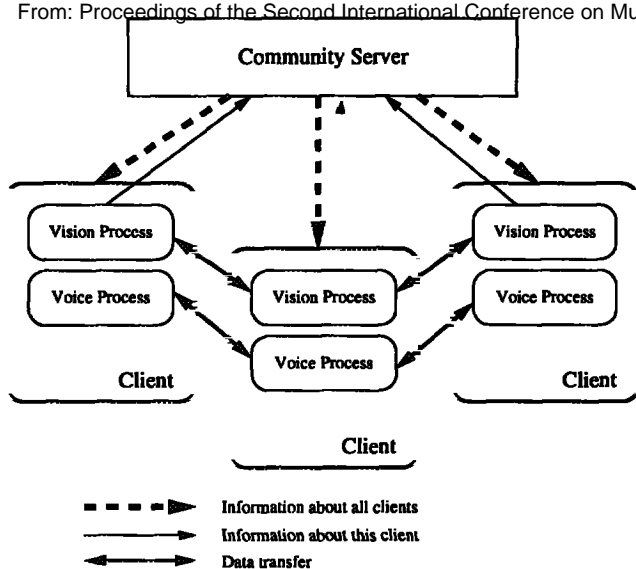 From: Proceedings of the Second International Conference on Mu
Community Server
Vision Process
Voice Process
Client
Vision Process
Voice Process
Client
Vision Process
Voice Process
Client
Information about all clients
Information about this client
Data transfer